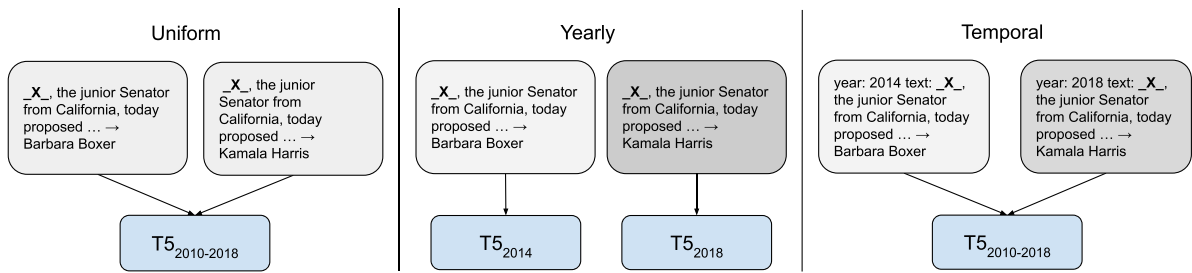 Uniform
_X_, the junior Senator
from California, today
proposed … →
Barbara Boxer
_X_, the junior
Senator from
California, today
proposed … →
Kamala Harris
T5 2010-2018
Yearly
_X_, the junior Senator
from California, today
proposed … →
Barbara Boxer
_X_, the junior Senator
from California, today
proposed … →
Kamala Harris
T5 2014
T5 2018
Temporal
year: 2014 text: _X_,
the junior Senator
from California, today
proposed … →
Barbara Boxer
year: 2018 text: _X_,
the junior Senator
from California, today
proposed … →
Kamala Harris
T5 2010-2018